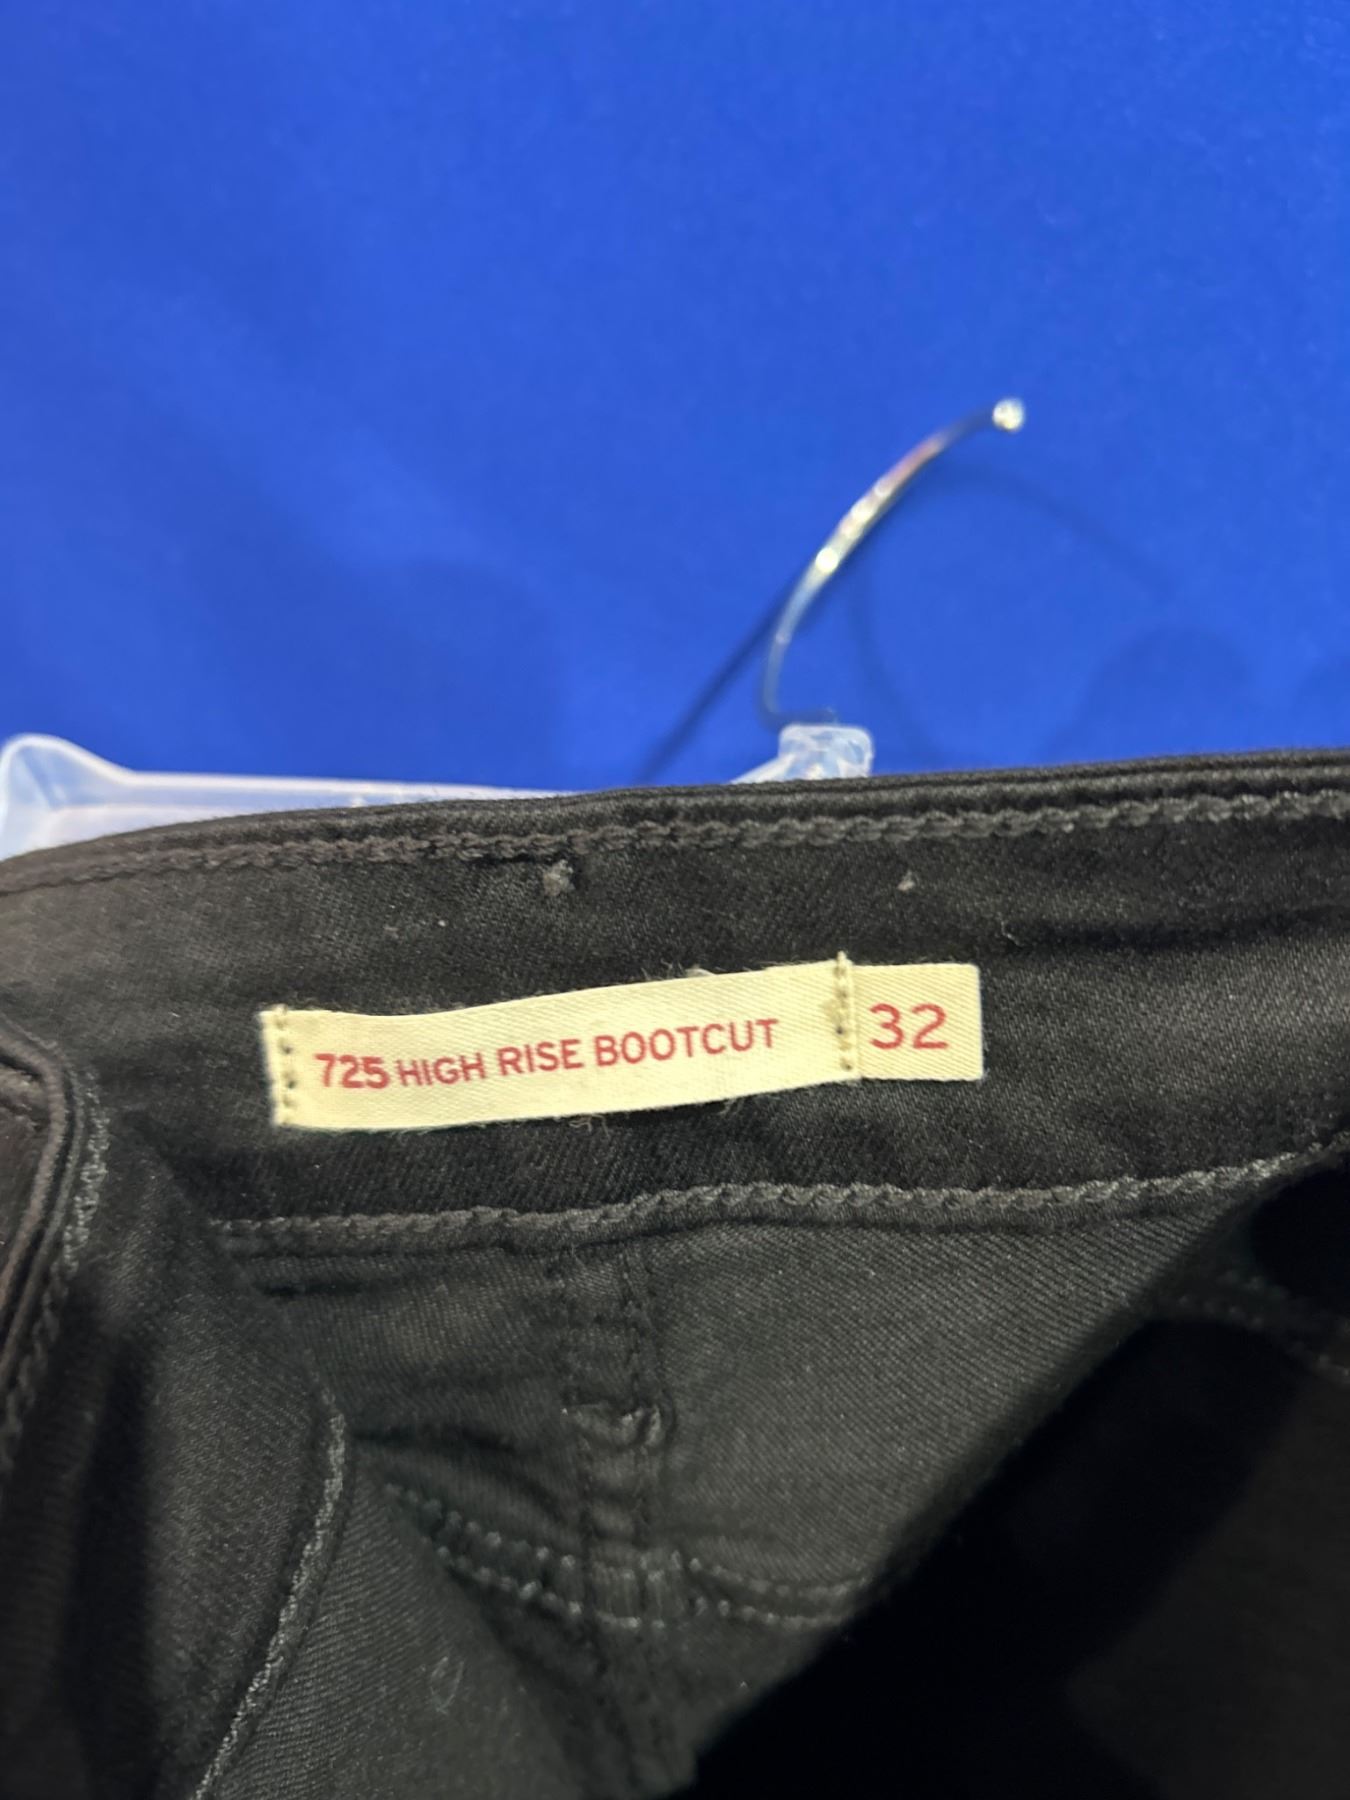 725 HIGH RISE BOOTCUT 32